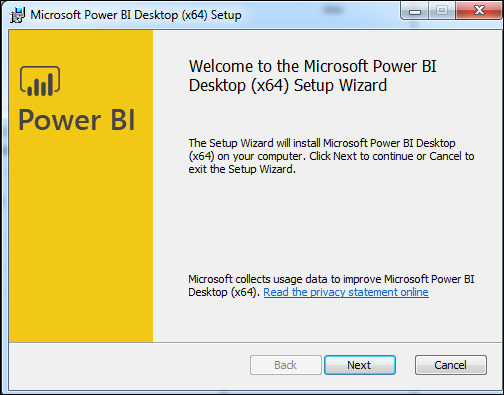 Microsoft Power BI Desktop (x64) Setup
Power BI
Welcome to the Microsoft Power BI
Desktop (x64) Setup Wizard
The Setup Wizard will install Microsoft Power BI Desktop
(x64) on your computer. Click Next to continue or Cancel to
exit the Setup Wizard.
Microsoft collects usage data to improve Microsoft Power BI
Desktop (x64). Read the privacy statement online
Back
Next
Cancel